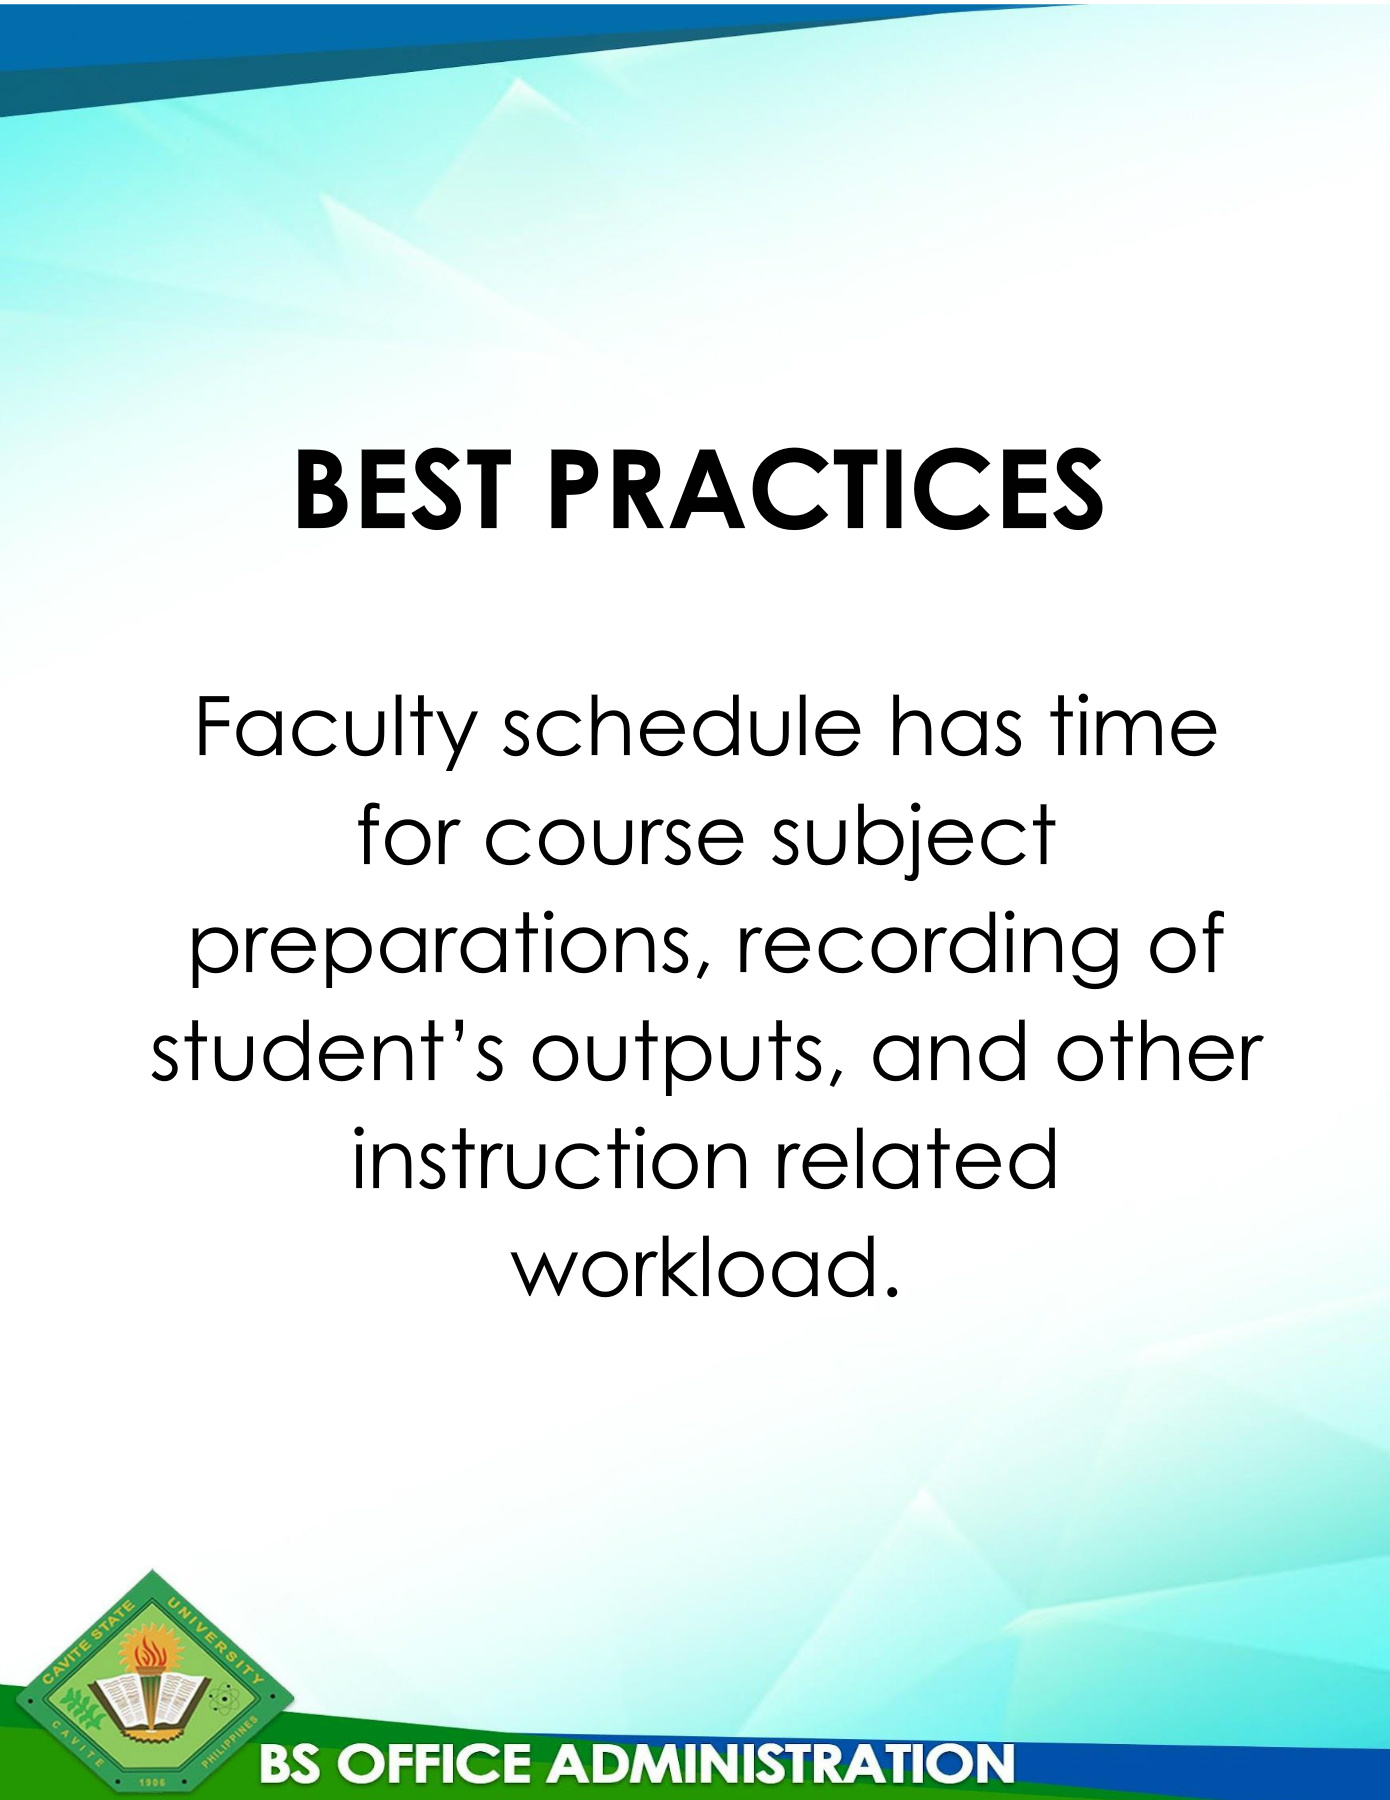 BEST PRACTICES
Faculty schedule has time
for course subject
preparations, recording of
student’s outputs, and other
instruction related
workload.
CAVITE STATE UNIVERSITY
CAVITE PHILIPPINES
1906
BS OFFICE ADMINISTRATION